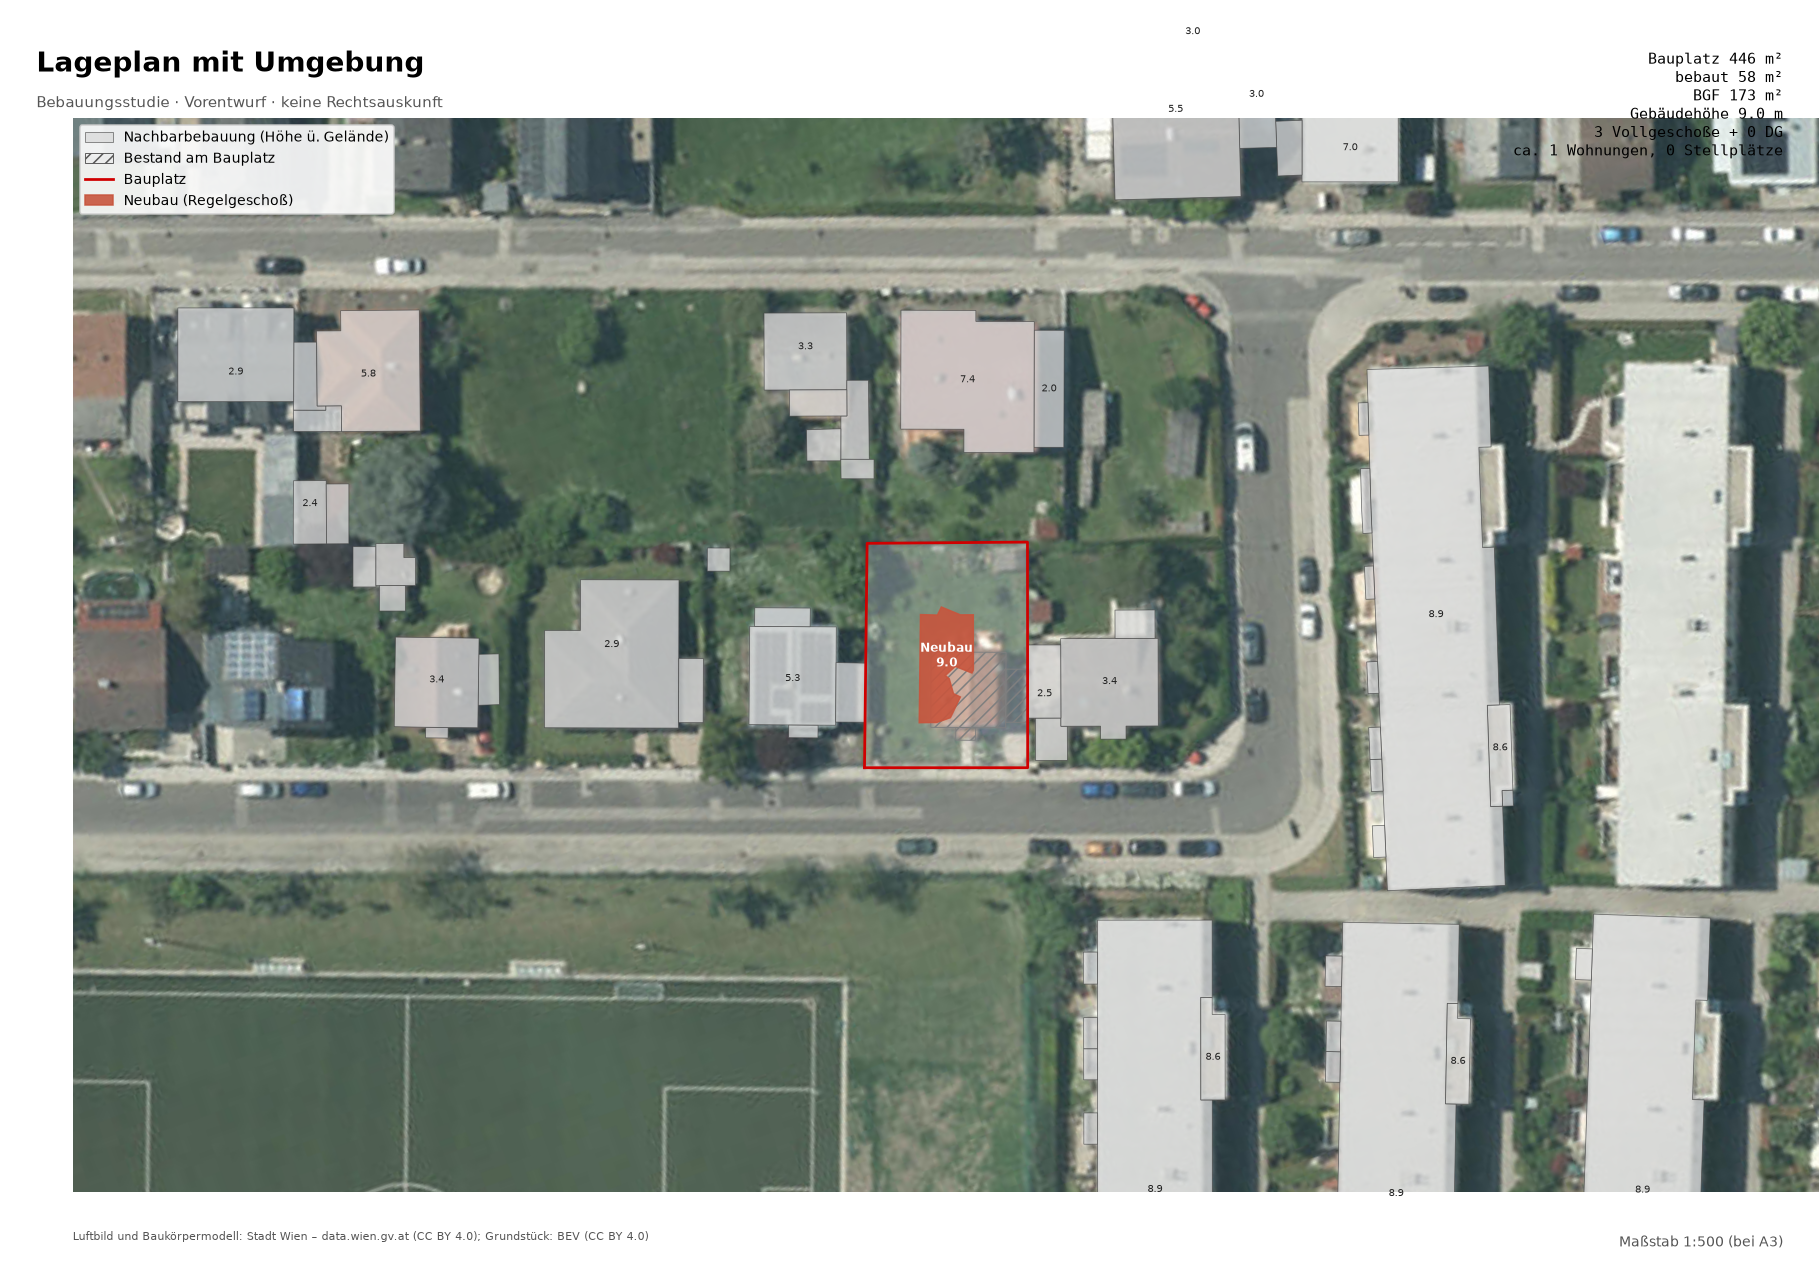 3.0
Lageplan mit Umgebung
Bebauungsstudie · Vorentwurf · keine Rechtsauskunft
Bauplatz 446 m²
bebaut 58 m²
BGF 173 m²
Gebäudehöhe 9.0 m
3 Vollgeschoße + 0 DG
ca. 1 Wohnungen, 0 Stellplätze
3.0
5.5
7.0
Nachbarbebauung (Höhe ü. Gelände)
Bestand am Bauplatz
Bauplatz
Neubau (Regelgeschoß)
2.9
5.8
3.3
7.4
2.0
2.4
8.9
2.9
3.4
5.3
Neubau
9.0
2.5
3.4
8.6
8.6
8.6
8.9
8.9
8.9
Luftbild und Baukörpermodell: Stadt Wien – data.wien.gv.at (CC BY 4.0); Grundstück: BEV (CC BY 4.0)
Maßstab 1:500 (bei A3)